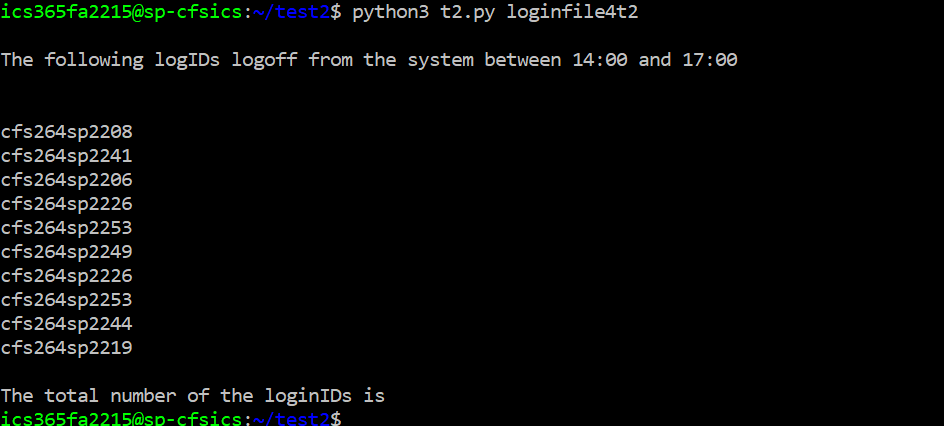 ics365fa2215@sp-cfsics:~/test2$ python3 t2.py loginfile4t2
The following logIDs logoff from the system between 14:00 and 17:00
cfs264sp2208
cfs264sp2241
cfs264sp2206
cfs264sp2226
cfs264sp2253
cfs264sp2249
cfs264sp2226
cfs264sp2253
cfs264sp2244
cfs264sp2219
The total number of the loginIDs is
ics365fa2215@sp-cfsics:~/test2$